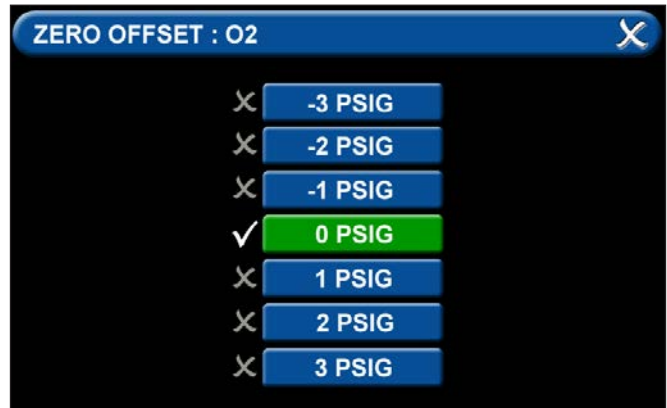 ZERO OFFSET : O2
-3 PSIG
-2 PSIG
-1 PSIG
0 PSIG
1 PSIG
2 PSIG
3 PSIG